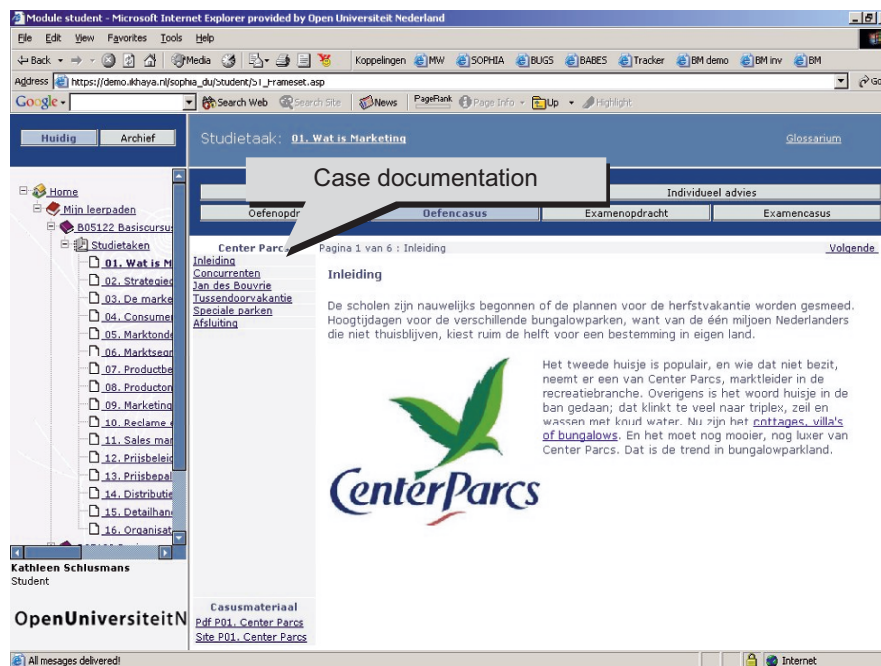 Module student - Microsoft Internet Explorer provided by Open Universiteit Nederland
File Edit View Favorites Tools Help
Back Search Media Koppelingen MW SOPHIA BUGS BABES Tracker BM demo BM inv BM
Address https://demo.ikhaya.nl/sophia_du/Student/ST_Frameset.asp
Google Search Web Search Site News PageRank Page Info Up Highlight
Huidig Archief
Studietaak: 01. Wat is Marketing Glossarium
Case documentation
Individueel advies
Oefenopdr Oefencasus Examenopdracht Examencasus
Home
Mijn leerpaden
B05122 Basiscursus
Studietaken
01. Wat is M
02. Strategied
03. De marke
04. Consumer
05. Marktonde
06. Marktsegr
07. Productbe
08. Producton
09. Marketing
10. Reclame e
11. Sales mar
12. Prijsbeleid
13. Prijsbepal
14. Distributie
15. Detailhan
16. Organisat
Kathleen Schlusmans
Student
OpenUniversiteitN
Center Parcs
Inleiding
Concurrenten
Jan des Bouvrie
Tussendoorvakantie
Speciale parken
Afsluiting
Casusmateriaal
Pdf P01. Center Parcs
Site P01. Center Parcs
Pagina 1 van 6 : Inleiding Volgende
Inleiding
De scholen zijn nauwelijks begonnen of de plannen voor de herfstvakantie worden gesmeed.
Hoogtijdagen voor de verschillende bungalowparken, want van de één miljoen Nederlanders
die niet thuisblijven, kiest ruim de helft voor een bestemming in eigen land.
Het tweede huisje is populair, en wie dat niet bezit,
neemt er een van Center Parcs, marktleider in de
recreatiebranche. Overigens is het woord huisje in de
ban gedaan; dat klinkt te veel naar triplex, zeil en
wassen met koud water. Nu zijn het cottages, villa's
of bungalows. En het moet nog mooier, nog luxer van
Center Parcs. Dat is de trend in bungalowparkland.
CenterParcs
All mesages delivered! Internet